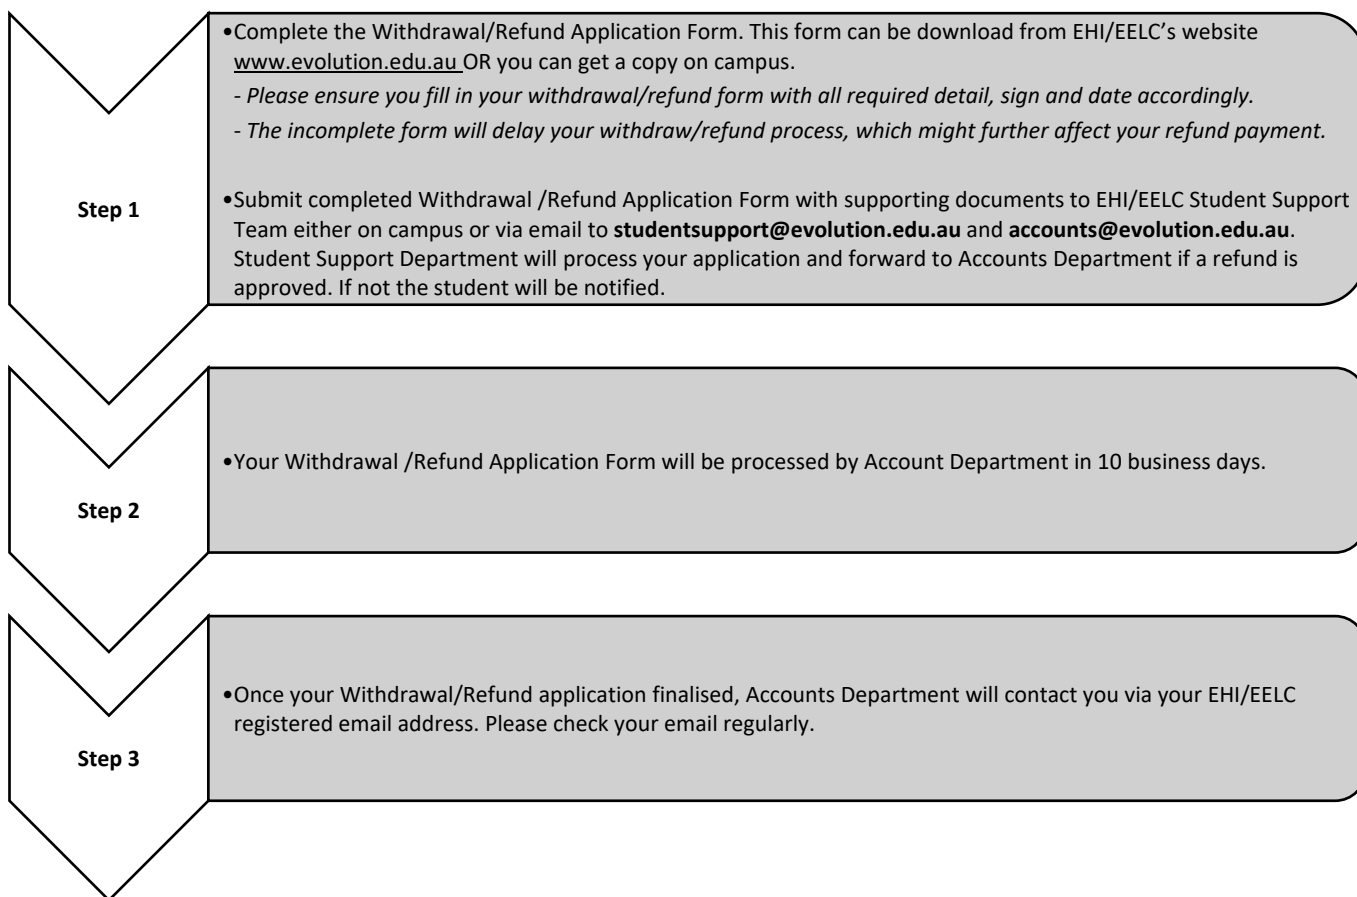 •Complete the Withdrawal/Refund Application Form. This form can be download from EHI/EELC’s website
www.evolution.edu.au OR you can get a copy on campus.
- Please ensure you fill in your withdrawal/refund form with all required detail, sign and date accordingly.
- The incomplete form will delay your withdraw/refund process, which might further affect your refund payment.
Step 1
•Submit completed Withdrawal /Refund Application Form with supporting documents to EHI/EELC Student Support
Team either on campus or via email to studentsupport@evolution.edu.au and accounts@evolution.edu.au.
Student Support Department will process your application and forward to Accounts Department if a refund is
approved. If not the student will be notified.
•Your Withdrawal /Refund Application Form will be processed by Account Department in 10 business days.
Step 2
•Once your Withdrawal/Refund application finalised, Accounts Department will contact you via your EHI/EELC
registered email address. Please check your email regularly.
Step 3